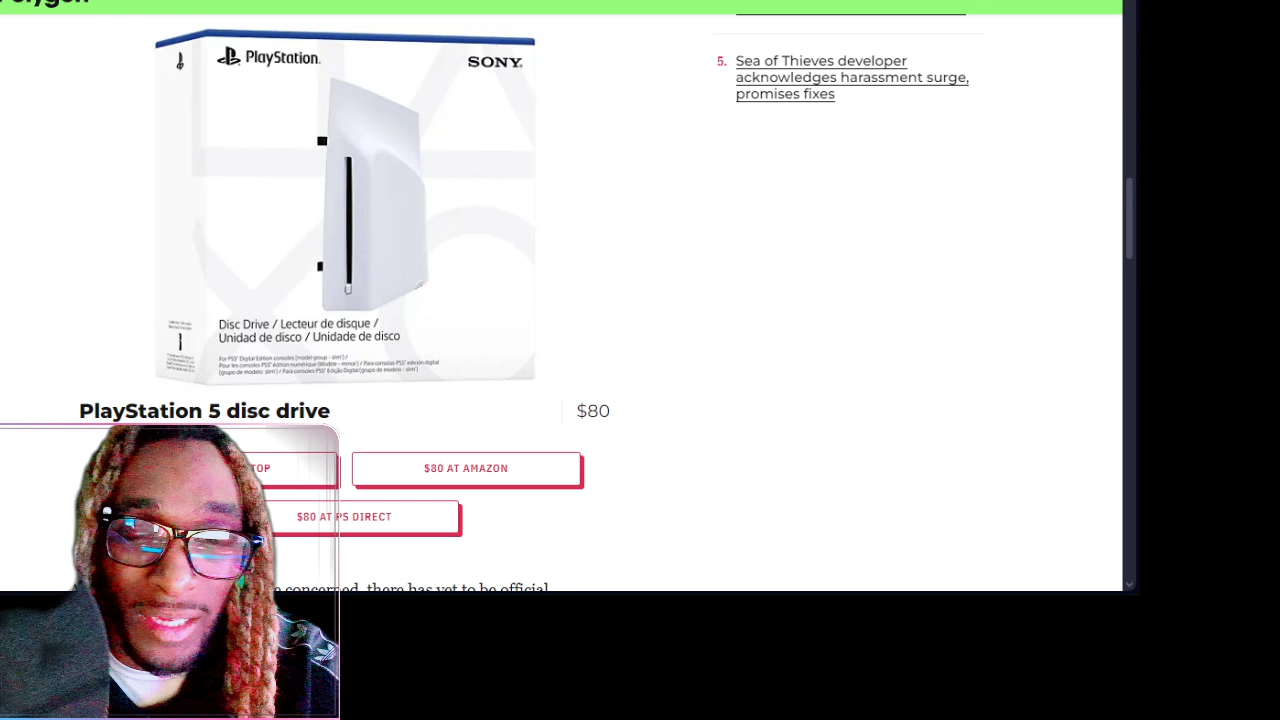 PlayStation.
SONY
Disc Drive / Lecteur de disque /
Unidad de disco / Unidade de disco
PlayStation 5 disc drive
$80
$80 AT AMAZON
$80 AT PS DIRECT
concerned, there has yet to be official
5. Sea of Thieves developer
acknowledges harassment surge,
promises fixes